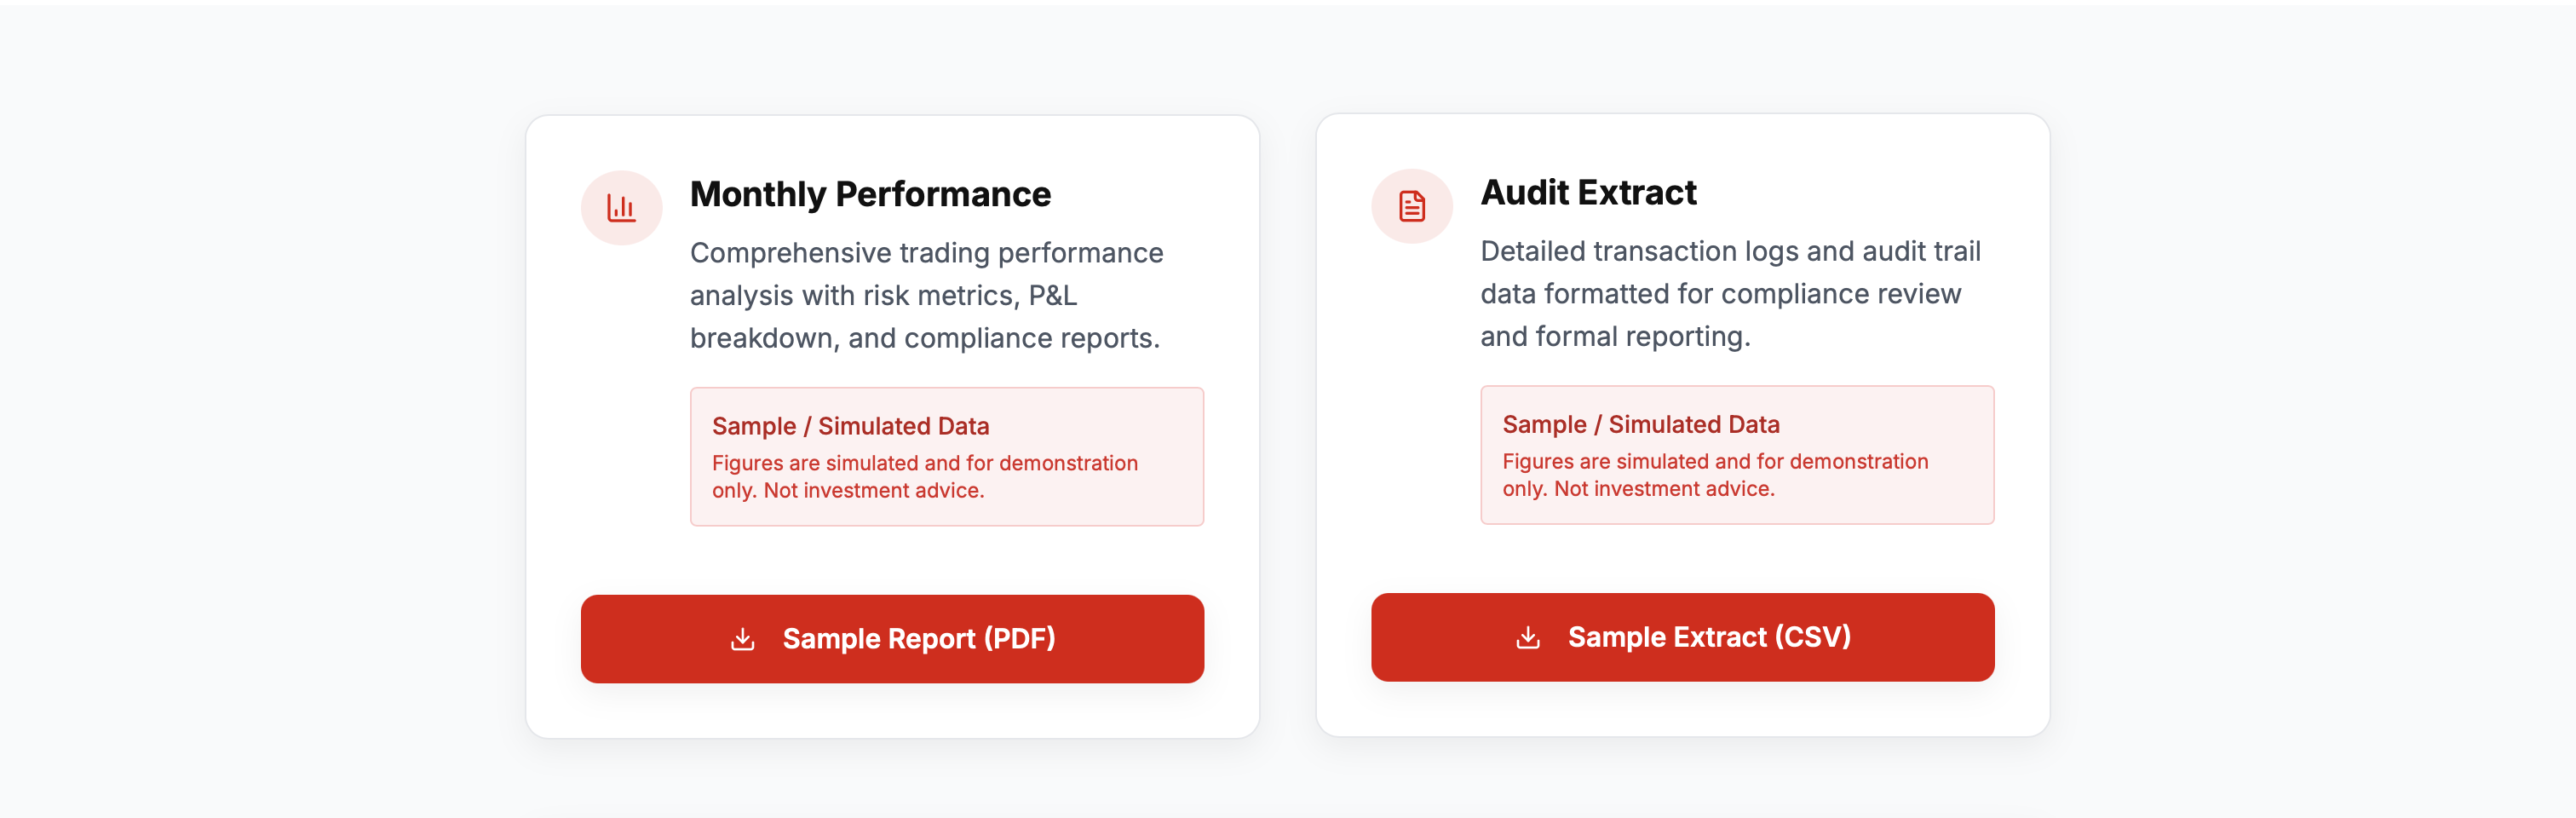 Monthly Performance
Comprehensive trading performance
analysis with risk metrics, P&L
breakdown, and compliance reports.
Sample / Simulated Data
Figures are simulated and for demonstration
only. Not investment advice.
Sample Report (PDF)
Audit Extract
Detailed transaction logs and audit trail
data formatted for compliance review
and formal reporting.
Sample / Simulated Data
Figures are simulated and for demonstration
only. Not investment advice.
Sample Extract (CSV)